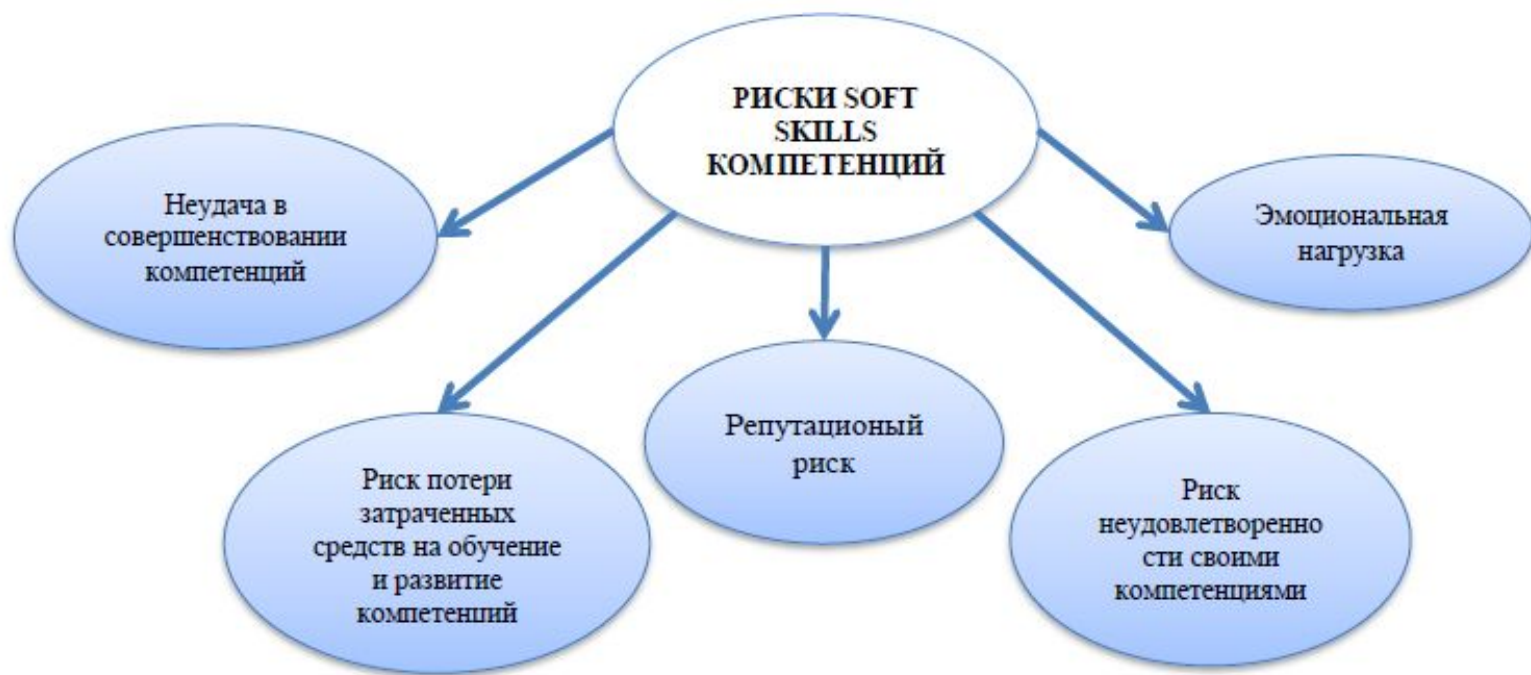 РИСКИ SOFT
SKILLS
КОМПЕТЕНЦИЙ
Неудача в
совершенствовании
компетенций
Эмоциональная
нагрузка
Риск потери
затраченных
средств на обучение
и развитие
компетенций
Репутационый
риск
Риск
неудовлетворенно
сти своими
компетенциями